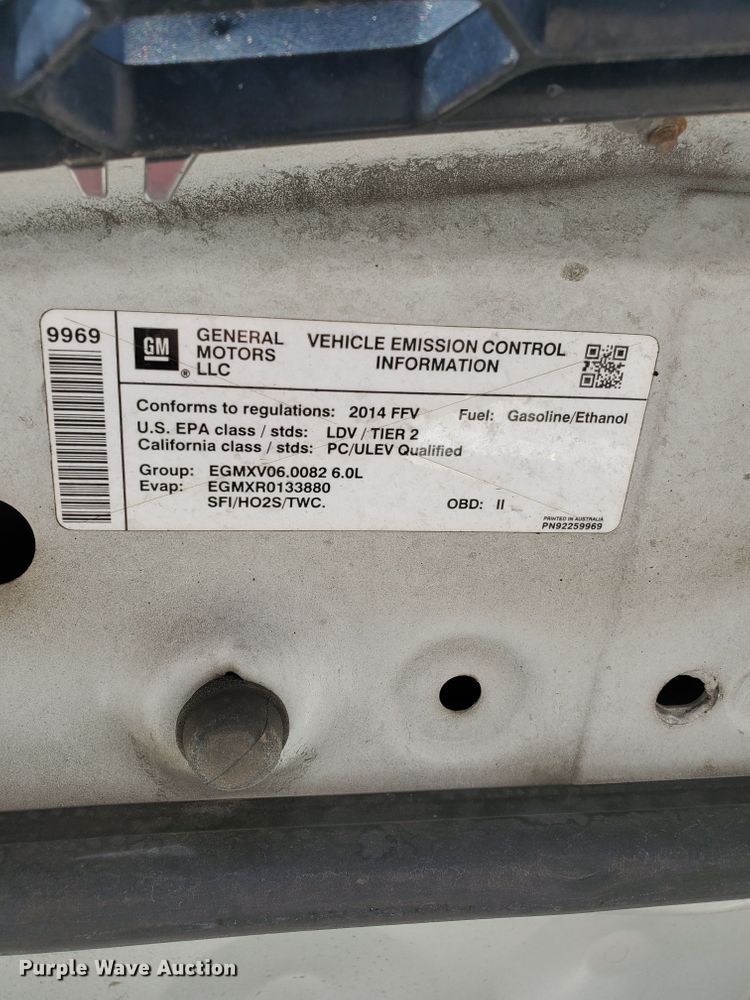 9969
GM
®
GENERAL
MOTORS
LLC
VEHICLE EMISSION CONTROL
INFORMATION
Conforms to regulations: 2014 FFV
Fuel: Gasoline/Ethanol
U.S. EPA class / stds: LDV / TIER 2
California class / stds: PC/ULEV Qualified
Group: EGMXV06.0082 6.0L
Evap: EGMXR0133880
SFI/HO2S/TWC.
OBD: II
PRINTED IN AUSTRALIA
PN92259969
Purple Wave Auction